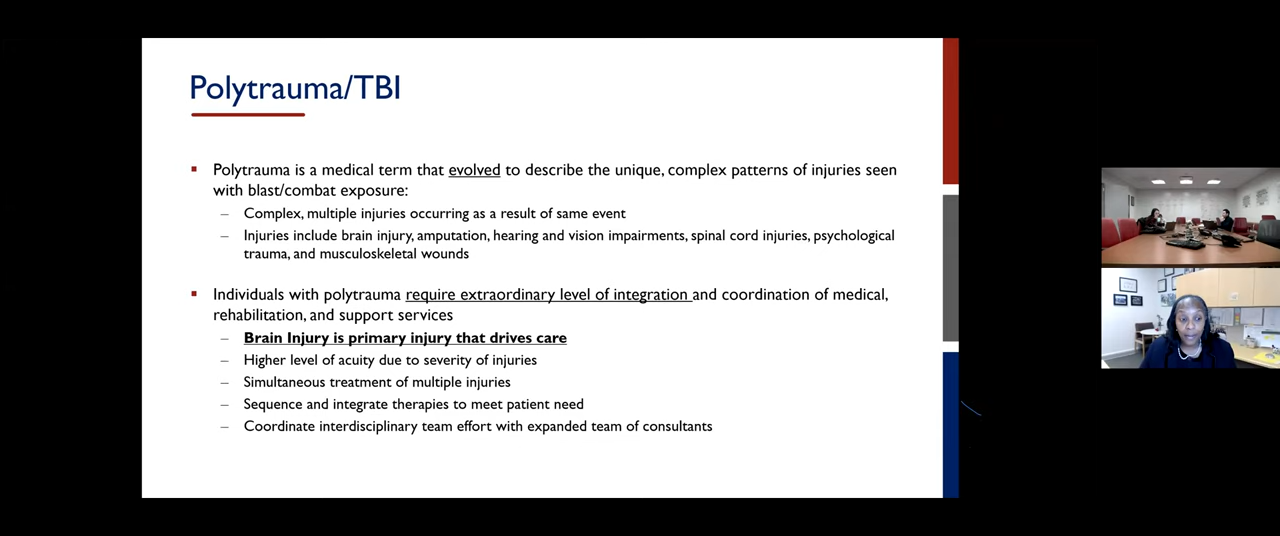 Polytrauma/TBI
▪ Polytrauma is a medical term that evolved to describe the unique, complex patterns of injuries seen
with blast/combat exposure:
– Complex, multiple injuries occurring as a result of same event
– Injuries include brain injury, amputation, hearing and vision impairments, spinal cord injuries, psychological
trauma, and musculoskeletal wounds
▪ Individuals with polytrauma require extraordinary level of integration and coordination of medical,
rehabilitation, and support services
– Brain Injury is primary injury that drives care
– Higher level of acuity due to severity of injuries
– Simultaneous treatment of multiple injuries
– Sequence and integrate therapies to meet patient need
– Coordinate interdisciplinary team effort with expanded team of consultants